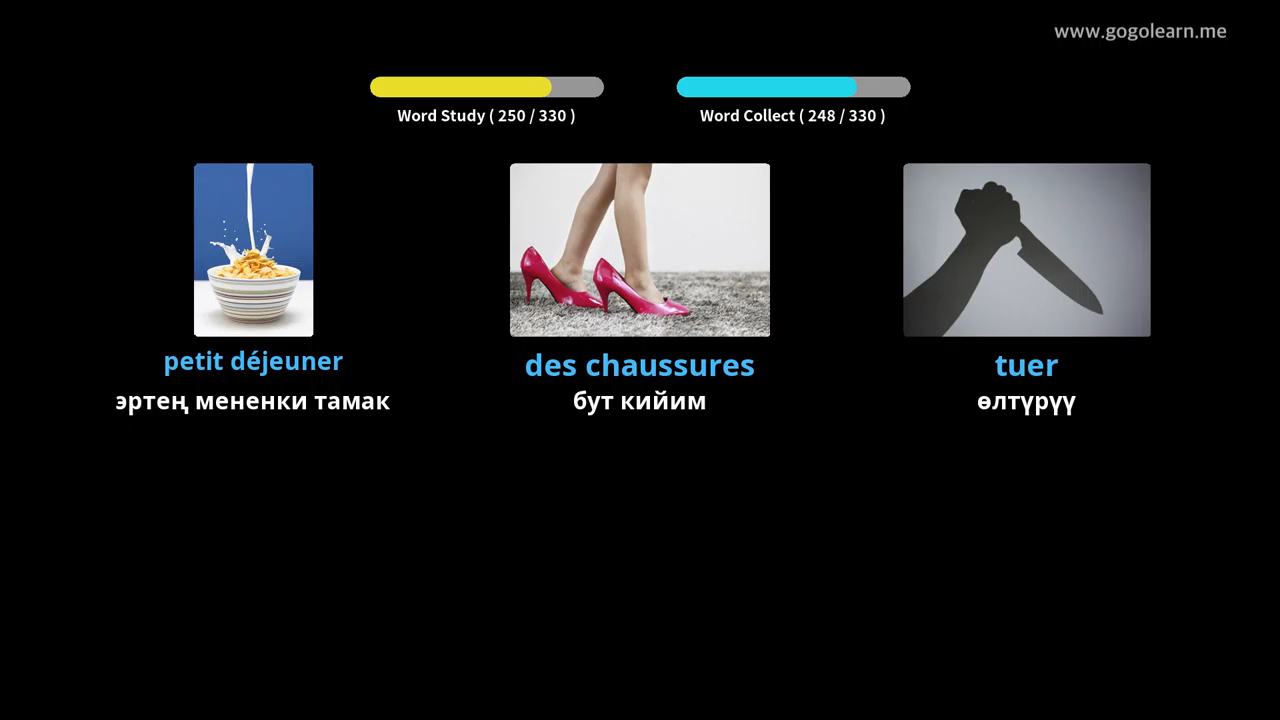 www.gogolearn.me
Word Study ( 250 / 330 )
Word Collect ( 248 / 330 )
petit déjeuner
des chaussures
tuer
эртең мененки тамак
бут кийим
өлтүрүү